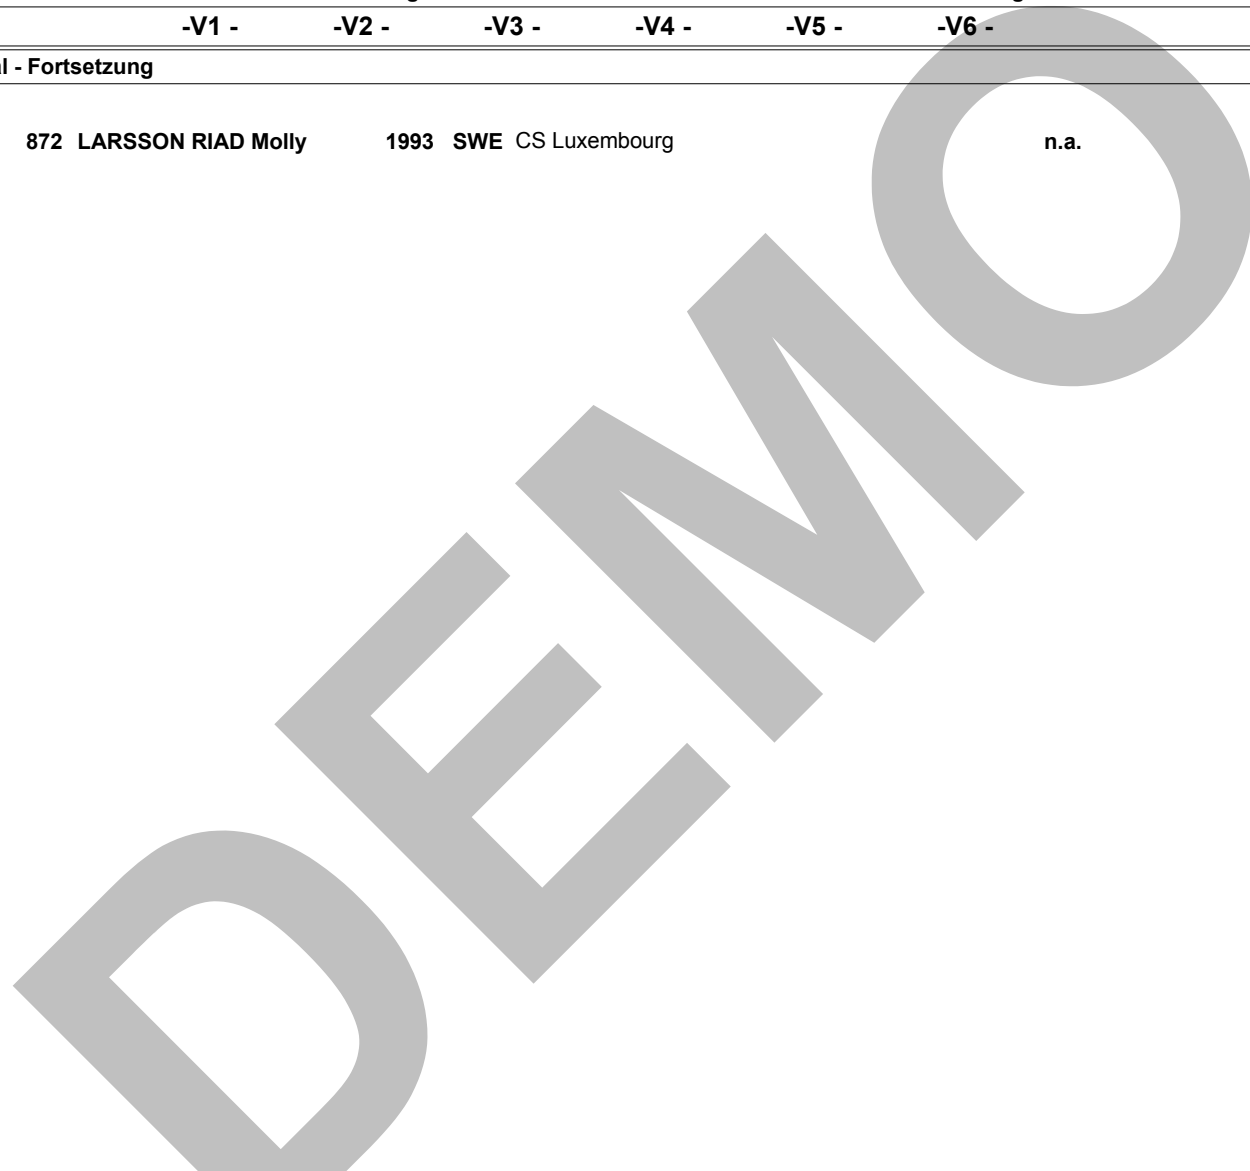 -V1 - -V2 - -V3 - -V4 - -V5 - -V6 -
l - Fortsetzung
872 LARSSON RIAD Molly 1993 SWE CS Luxembourg n.a.
DEMO